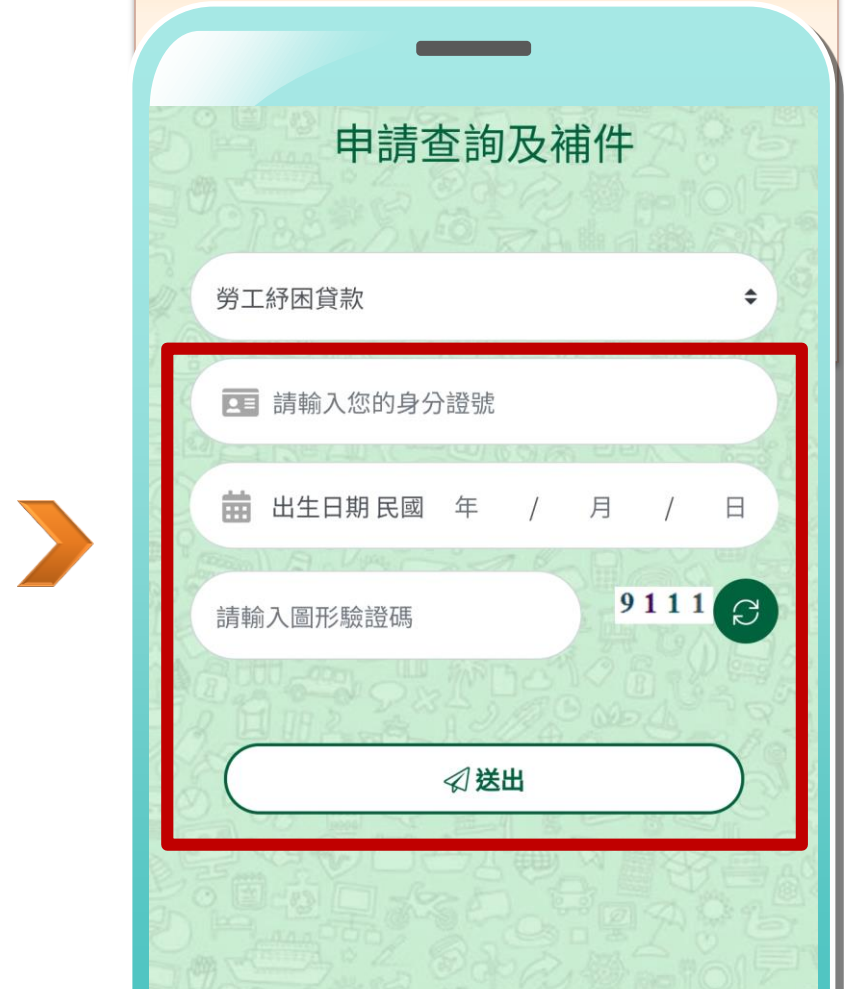 申請查詢及補件
勞工紓困貸款
請輸入您的身分證號
出生日期 民國 年 / 月 / 日
請輸入圖形驗證碼 9111
送出